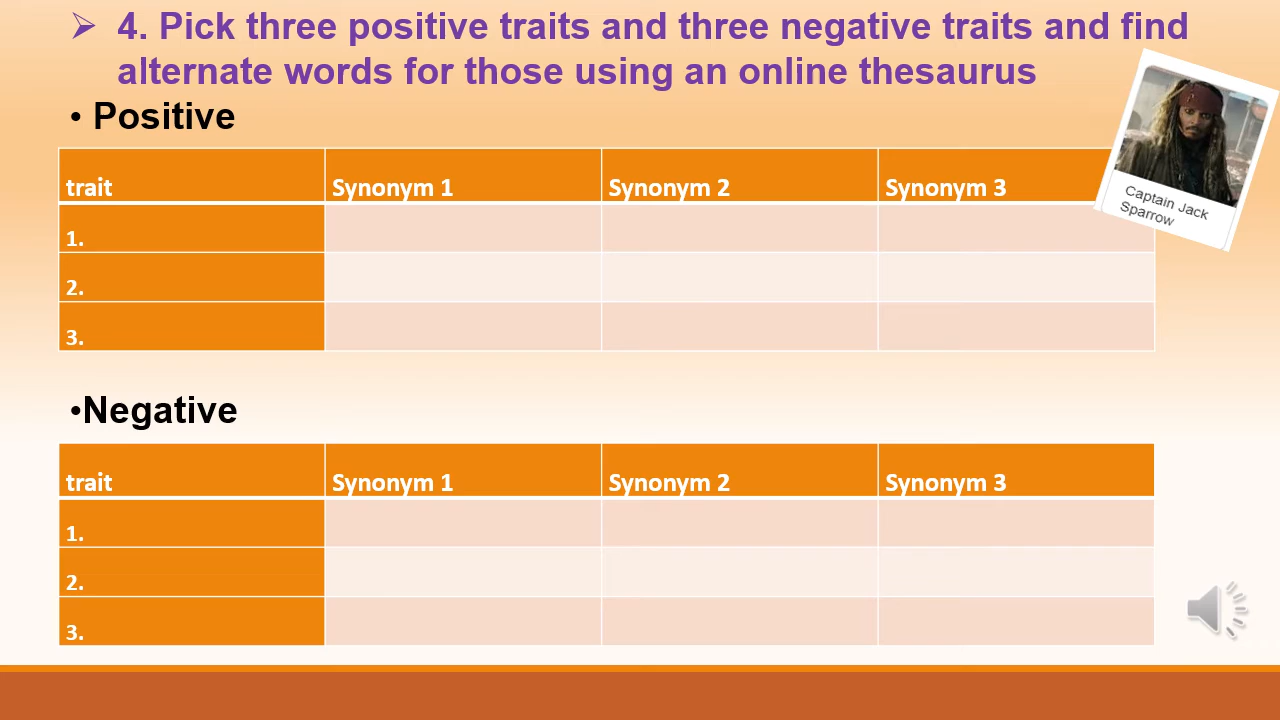 4. Pick three positive traits and three negative traits and find
alternate words for those using an online thesaurus
• Positive
trait Synonym 1 Synonym 2 Synonym 3
Captain Jack
Sparrow
1.
2.
3.
•Negative
trait Synonym 1 Synonym 2 Synonym 3
1.
2.
3.